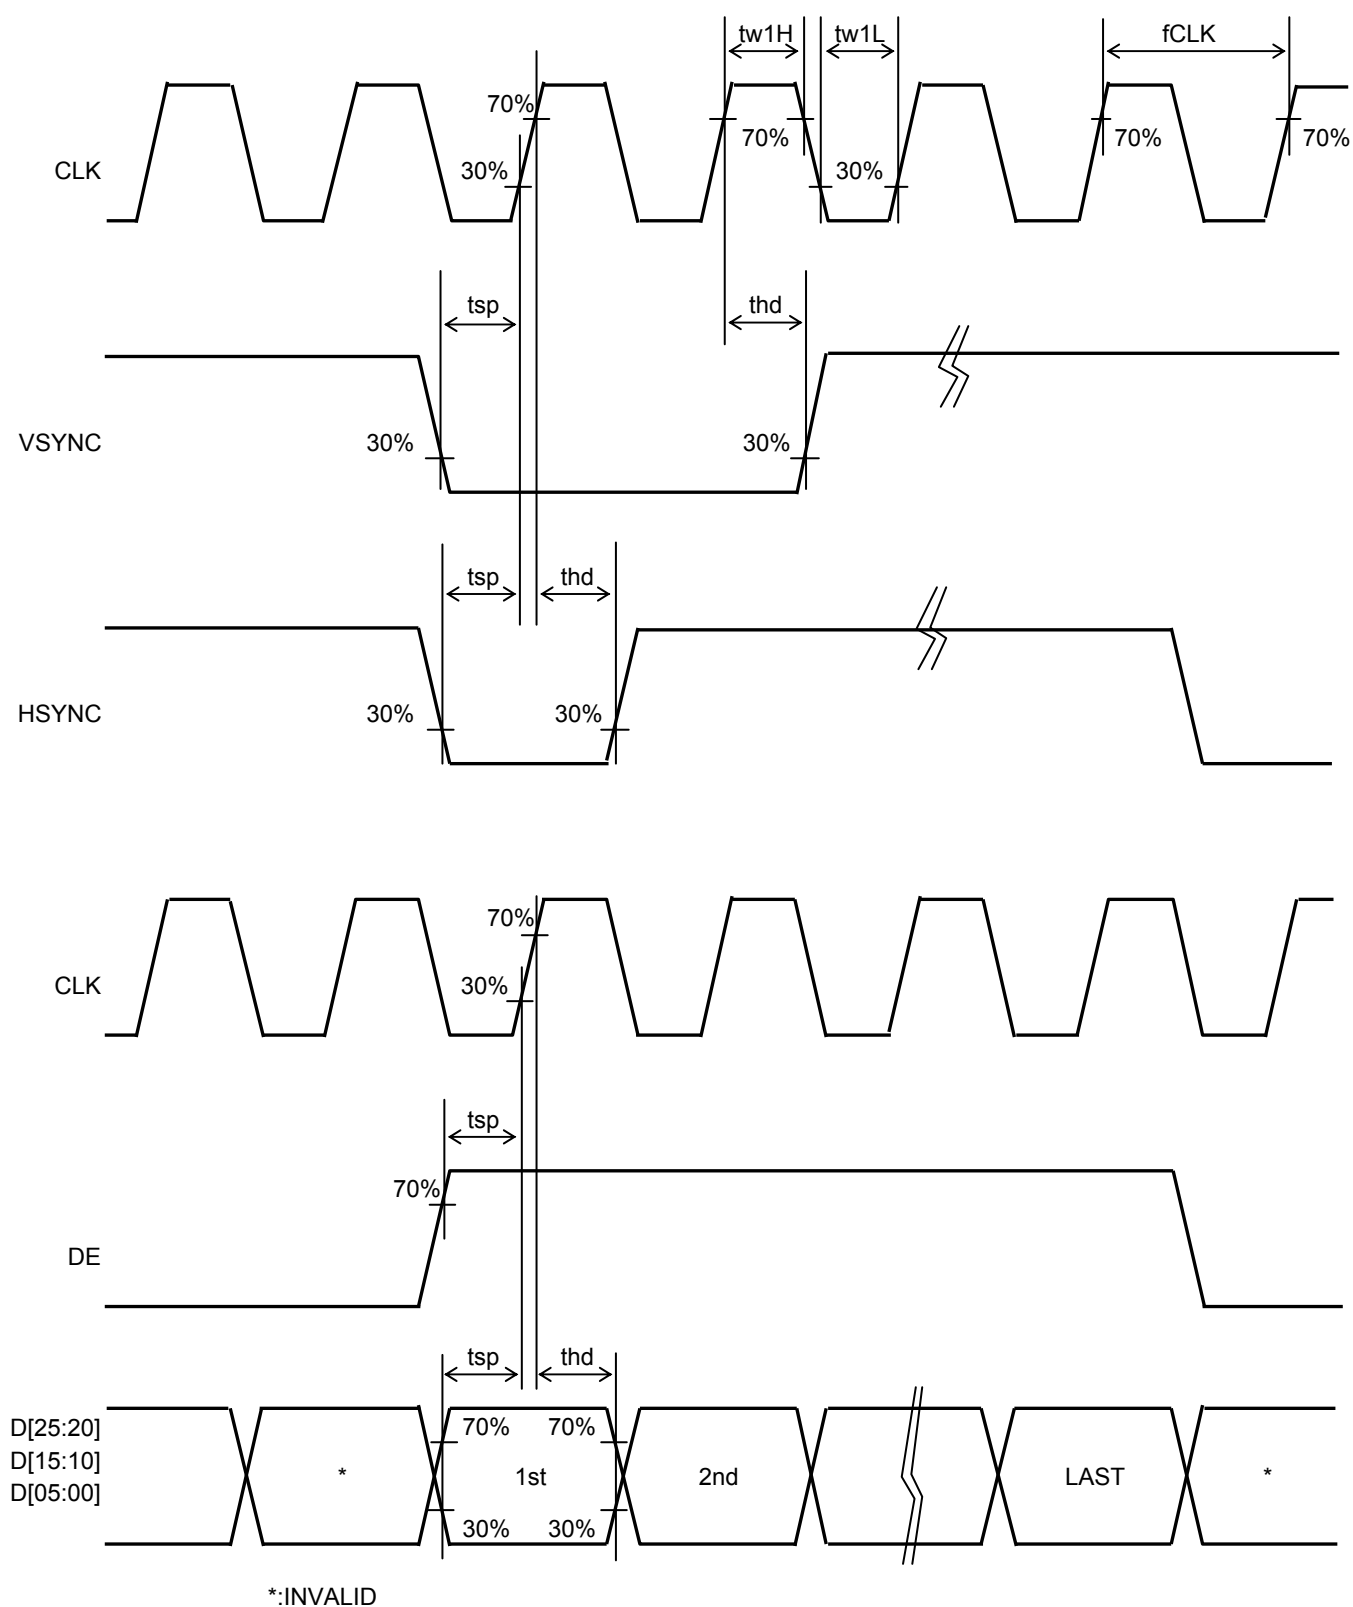 tw1H tw1L fCLK
70% 70% 70% 70%
CLK 30% 30%
tsp thd
VSYNC 30% 30%
tsp thd
HSYNC 30% 30%
70%
CLK 30%
tsp
70%
DE
tsp thd
D[25:20] 70% 70%
D[15:10] * 1st 2nd LAST *
D[05:00]
30% 30%
*:INVALID